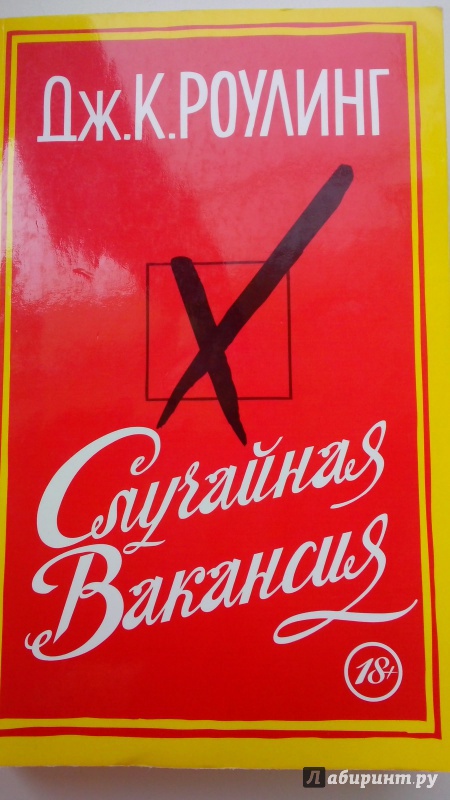 Дж.К.РОУЛИНГ
Случайная
Вакансия
18+
Лабиринт.ру